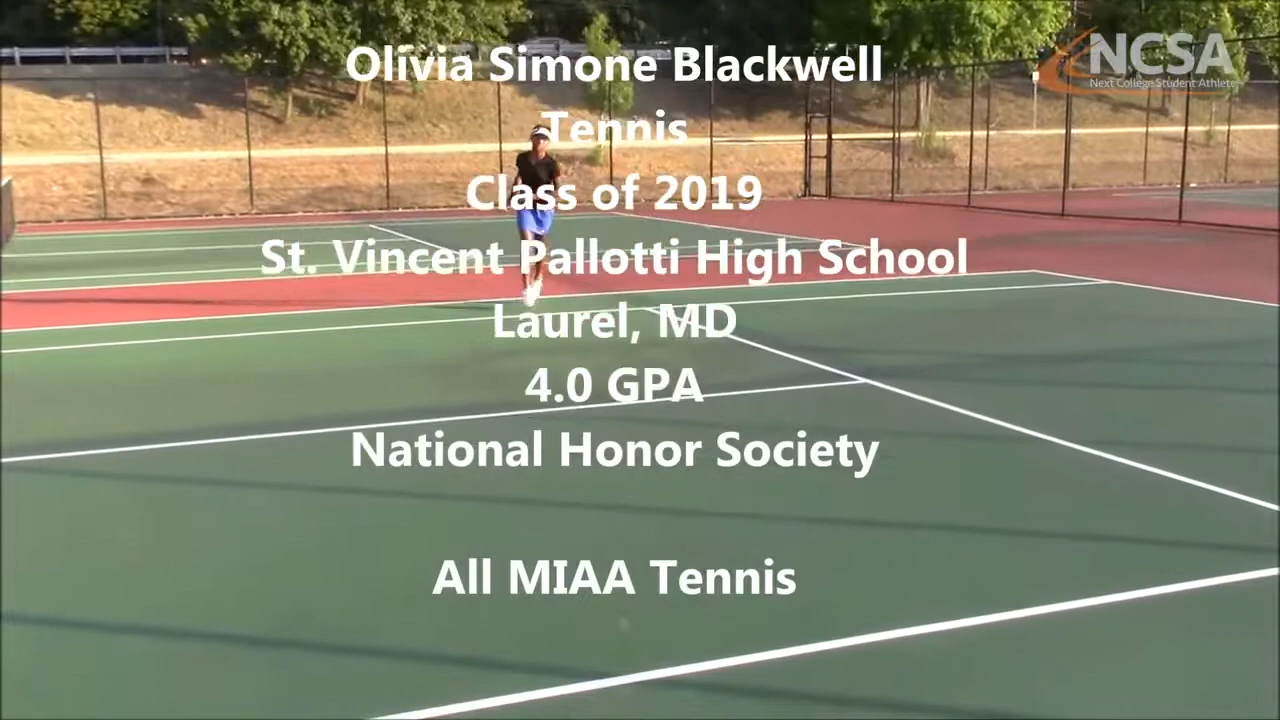 Olivia Simone Blackwell
NCSA
Next College Student Athlete
Tennis
Class of 2019
St. Vincent Pallotti High School
Laurel, MD
4.0 GPA
National Honor Society
All MIAA Tennis